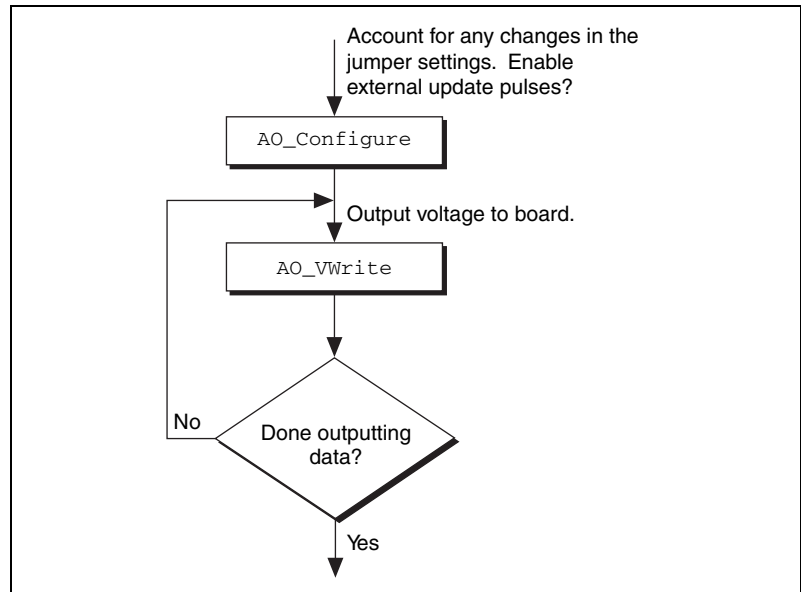 Account for any changes in the
jumper settings.  Enable
external update pulses?
AO_Configure
Output voltage to board.
AO_VWrite
No
Done outputting
data?
Yes